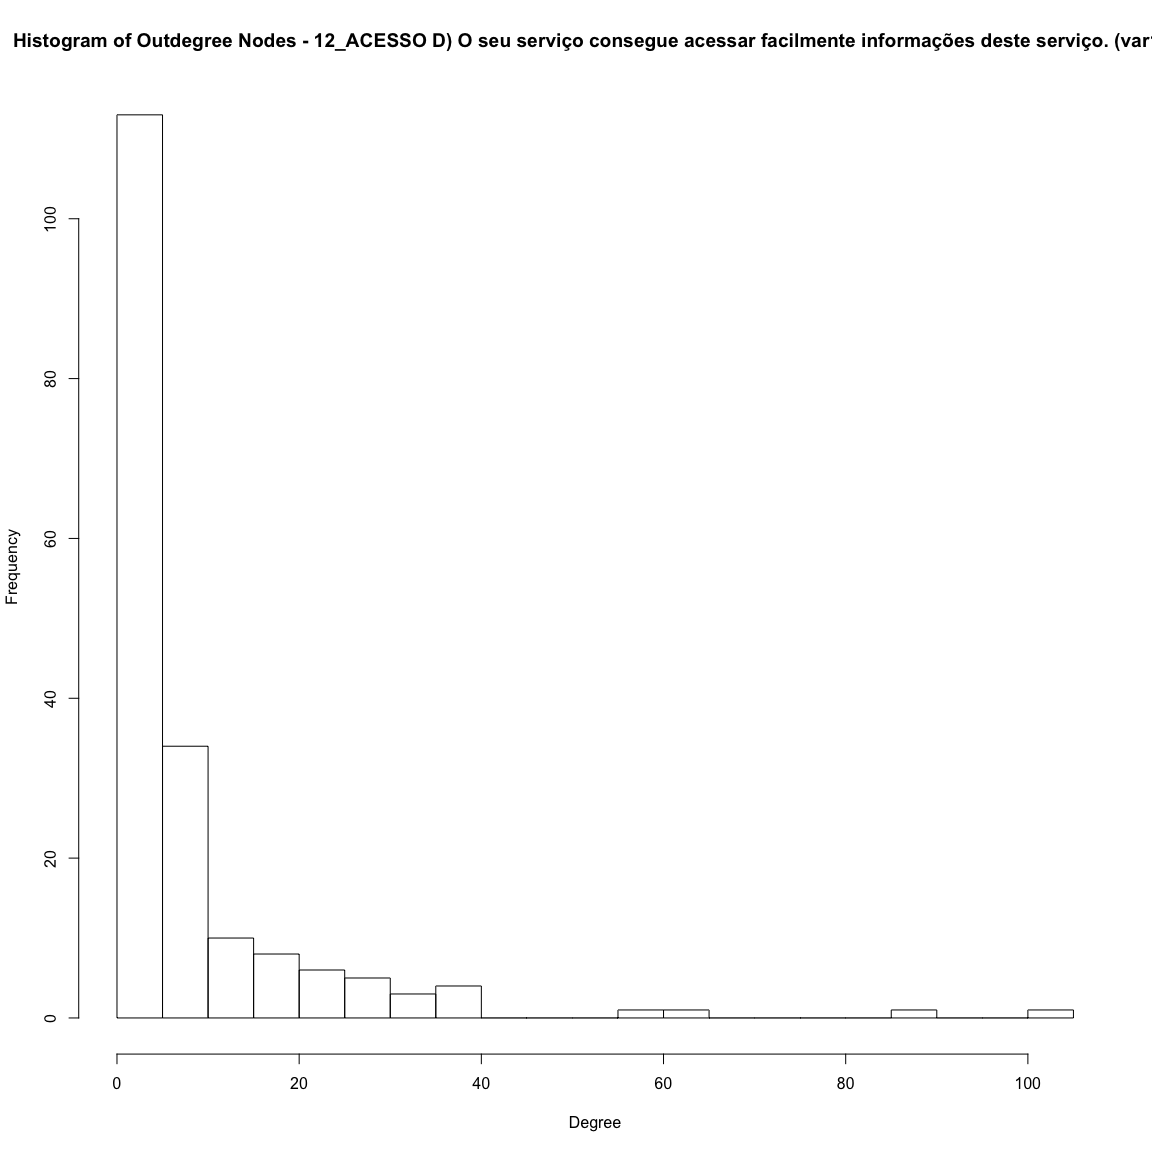 Histogram of Outdegree Nodes - 12_ACESSO D) O seu serviço consegue acessar facilmente informações deste serviço.
Frequency
100
80
60
40
20
0
0 20 40 60 80 100
Degree